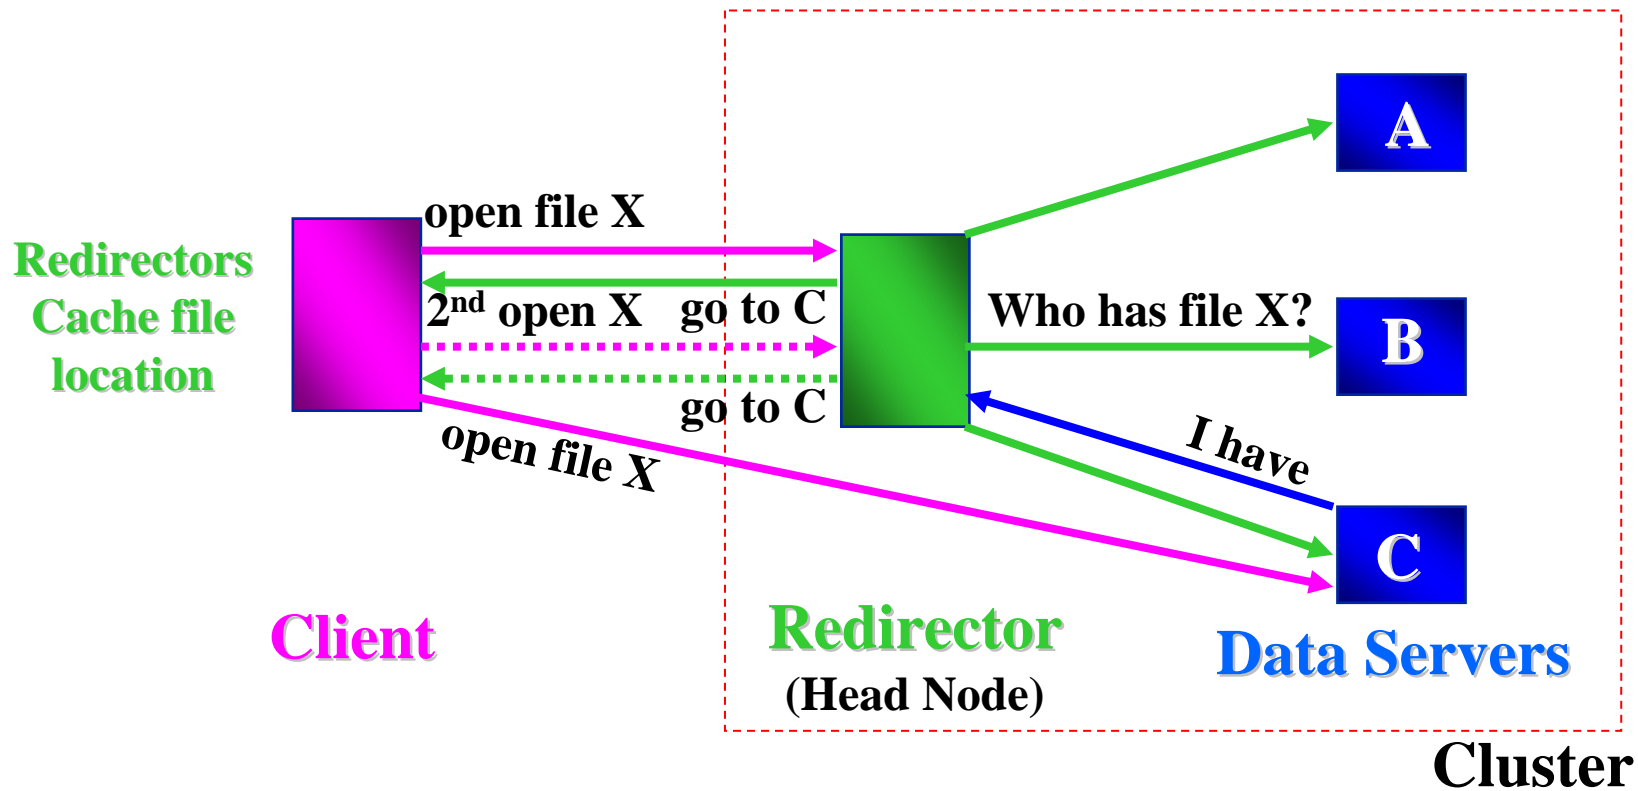 Redirectors
Cache file
location
open file X
2nd open X
go to C
go to C
open file X
Who has file X?
I have
A
B
C
Client
Redirector
(Head Node)
Data Servers
Cluster